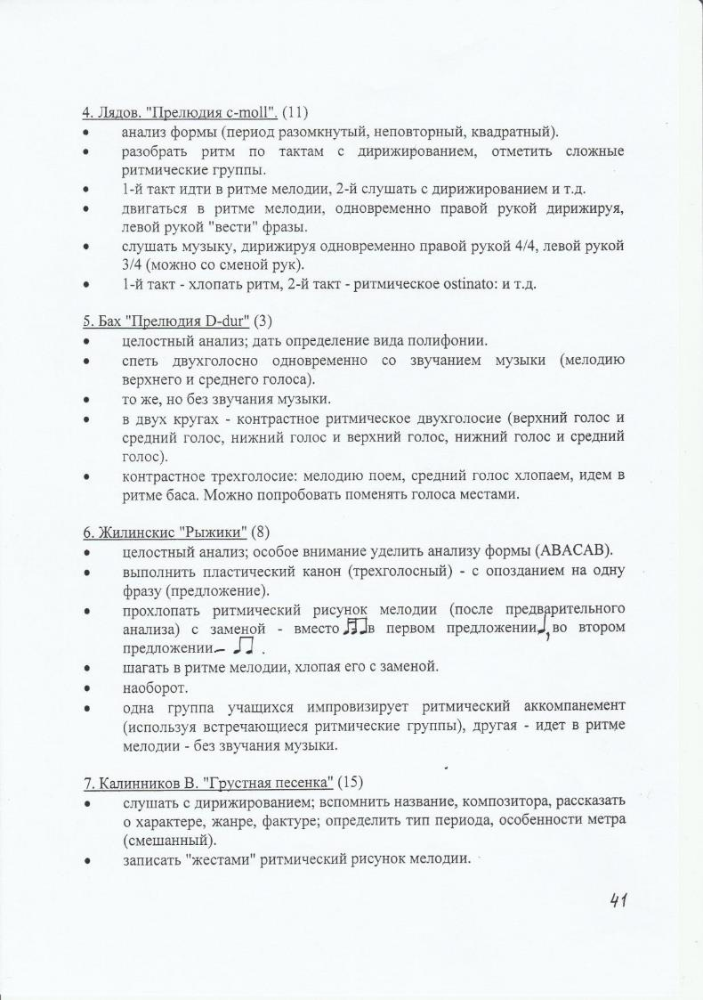 4. Лядов. "Прелюдия c-moll". (11)
• анализ формы (период разомкнутый, неповторный, квадратный).
• разобрать ритм по тактам с дирижированием, отметить сложные
ритмические группы.
• 1-й такт идти в ритме мелодии, 2-й слушать с дирижированием и т.д.
• двигаться в ритме мелодии, одновременно правой рукой дирижируя,
левой рукой "вести" фразы.
• слушать музыку, дирижируя одновременно правой рукой 4/4, левой рукой
3/4 (можно со сменой рук).
• 1-й такт - хлопать ритм, 2-й такт - ритмическое ostinato: и т.д.
5. Бах "Прелюдия D-dur" (3)
• целостный анализ; дать определение вида полифонии.
• спеть двухголосно одновременно со звучанием музыки (мелодию
верхнего и среднего голоса).
• то же, но без звучания музыки.
• в двух кругах - контрастное ритмическое двухголосие (верхний голос и
средний голос, нижний голос и верхний голос, нижний голос и средний
голос).
• контрастное трехголосие: мелодию поем, средний голос хлопаем, идем в
ритме баса. Можно попробовать поменять голоса местами.
6. Жилинскис "Рыжики" (8)
• целостный анализ; особое внимание уделить анализу формы (АВАСАВ).
• выполнить пластический канон (трехголосный) - с опозданием на одну
фразу (предложение).
• прохлопать ритмический рисунок мелодии (после предварительного
анализа) с заменой - вместо в первом предложении , во втором
предложении - ♫ .
• шагать в ритме мелодии, хлопая его с заменой.
• наоборот.
• одна группа учащихся импровизирует ритмический аккомпанемент
(используя встречающиеся ритмические группы), другая - идет в ритме
мелодии - без звучания музыки.
7. Калинников В. "Грустная песенка" (15)
• слушать с дирижированием; вспомнить название, композитора, рассказать
о характере, жанре, фактуре; определить тип периода, особенности метра
(смешанный).
• записать "жестами" ритмический рисунок мелодии.
41